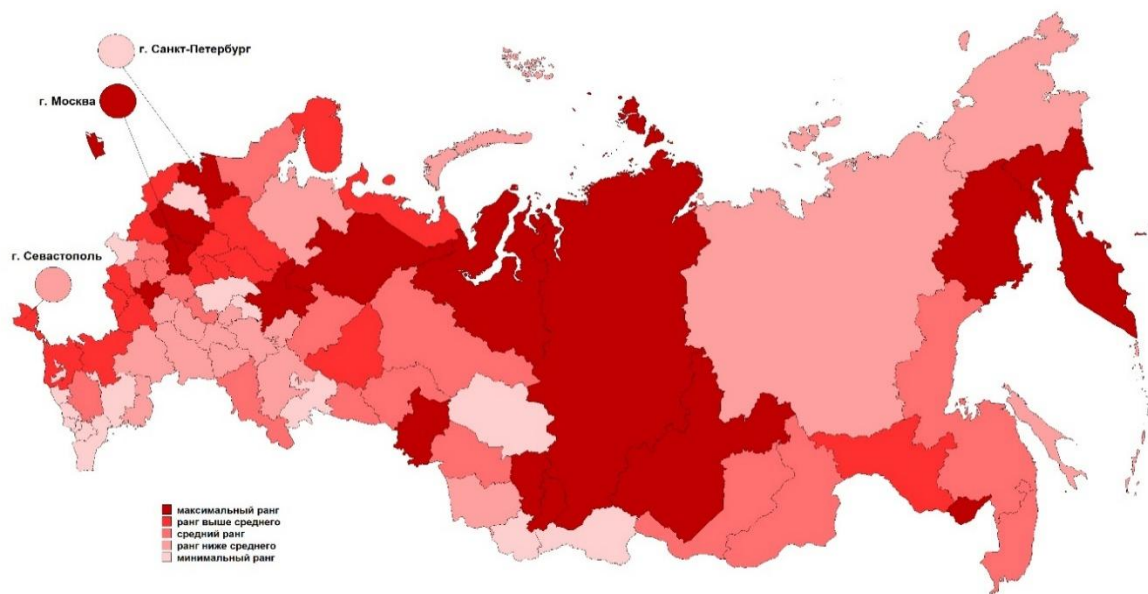 г. Санкт-Петербург
г. Москва
г. Севастополь
максимальный ранг
ранг выше среднего
средний ранг
ранг ниже среднего
минимальный ранг